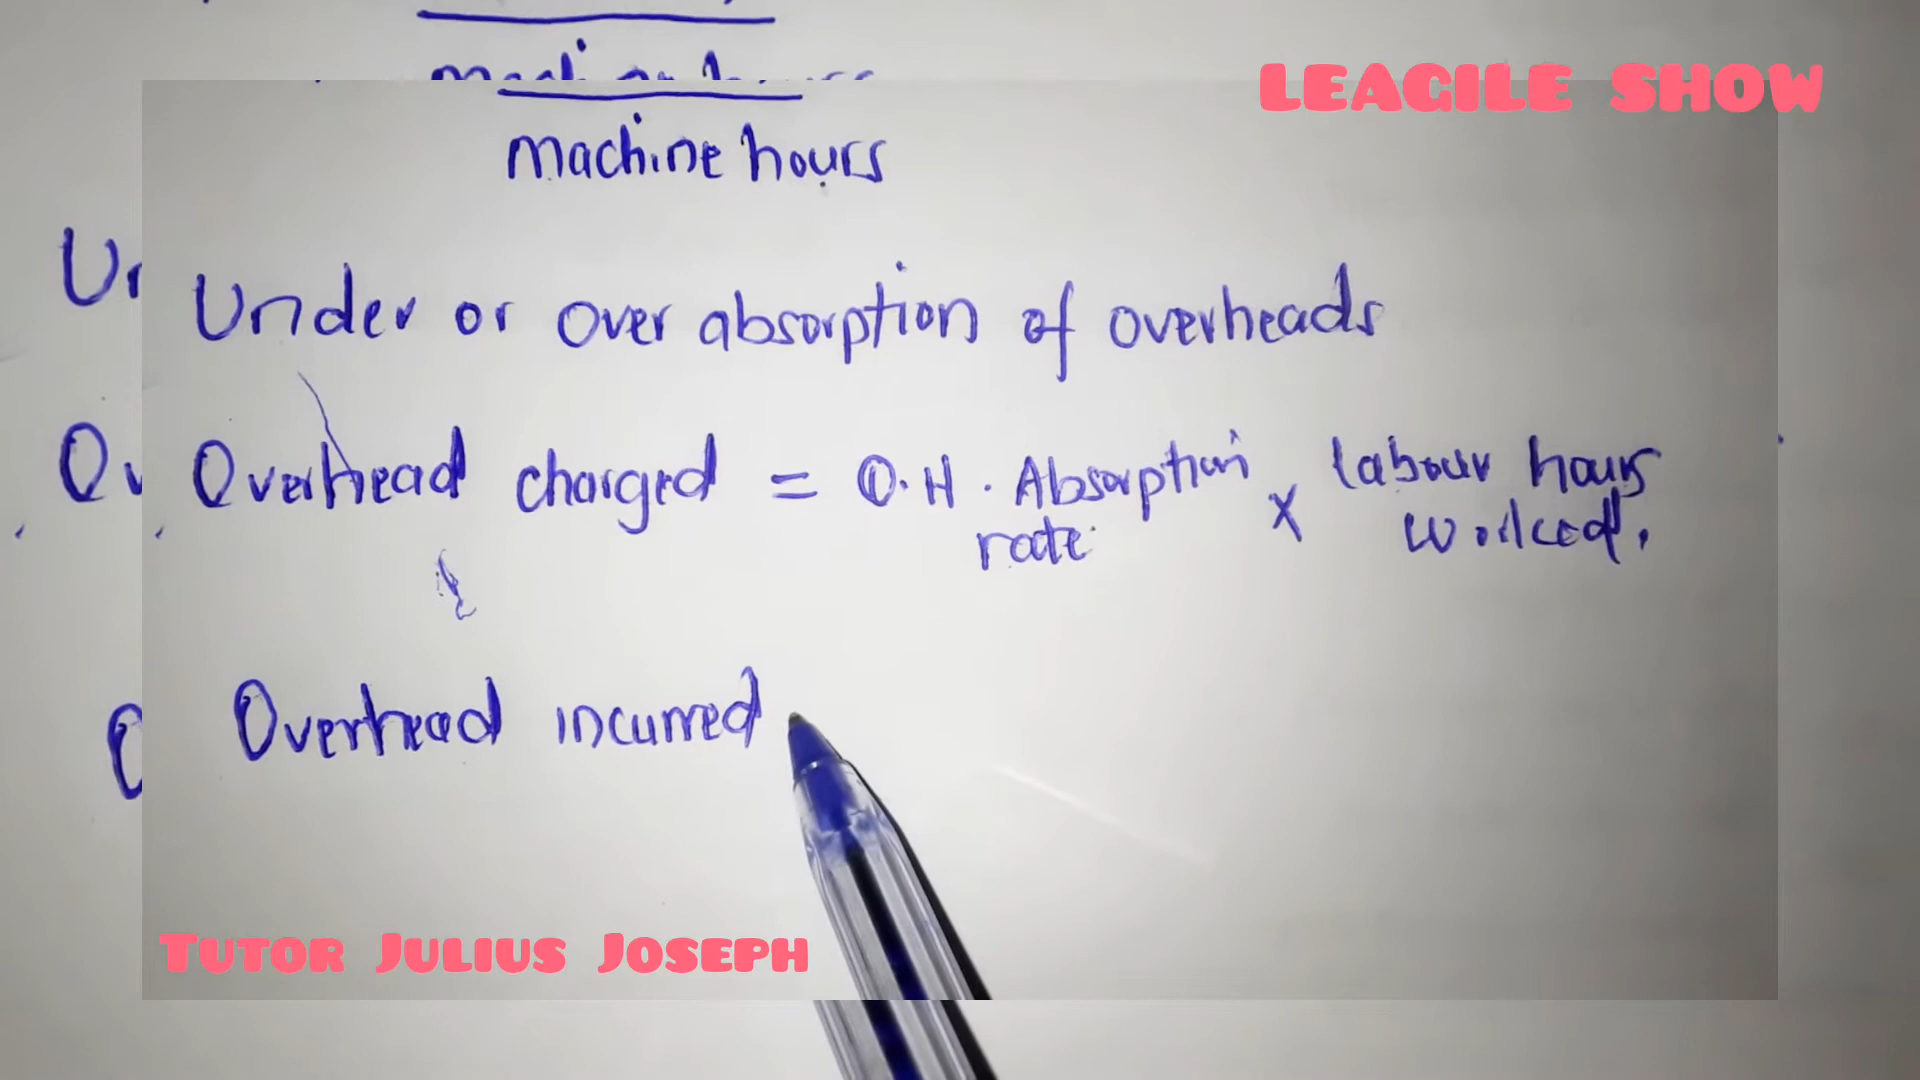 LEAGILE SHOW
machine hours
Under or over absorption of overheads
Overhead charged = O.H. Absorption rate x labour hours worked.
Overhead incurred
TUTOR JULIUS JOSEPH